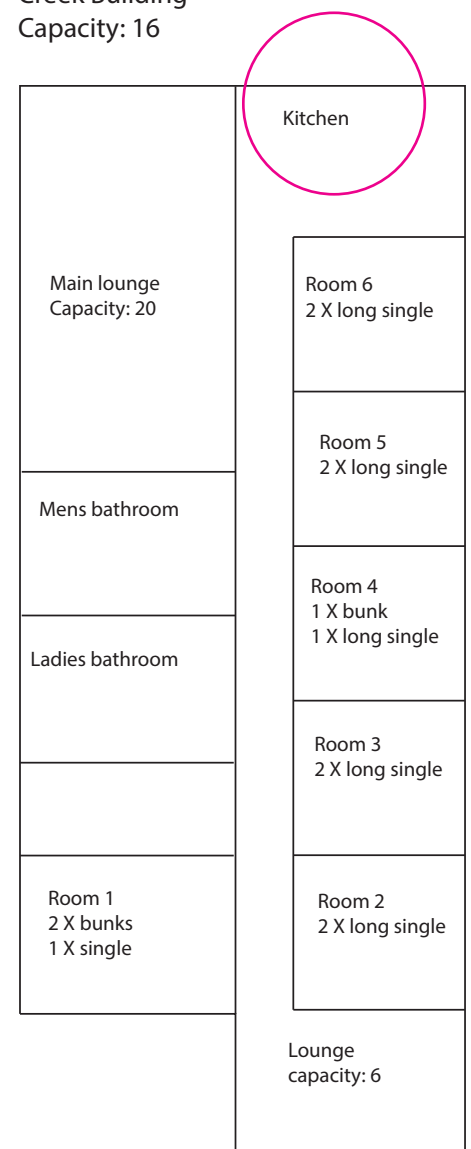 Creek Building
Capacity: 16
Kitchen
Main lounge
Capacity: 20
Room 6
2 X long single
Room 5
2 X long single
Mens bathroom
Room 4
1 X bunk
1 X long single
Ladies bathroom
Room 3
2 X long single
Room 1
2 X bunks
1 X single
Room 2
2 X long single
Lounge
capacity: 6